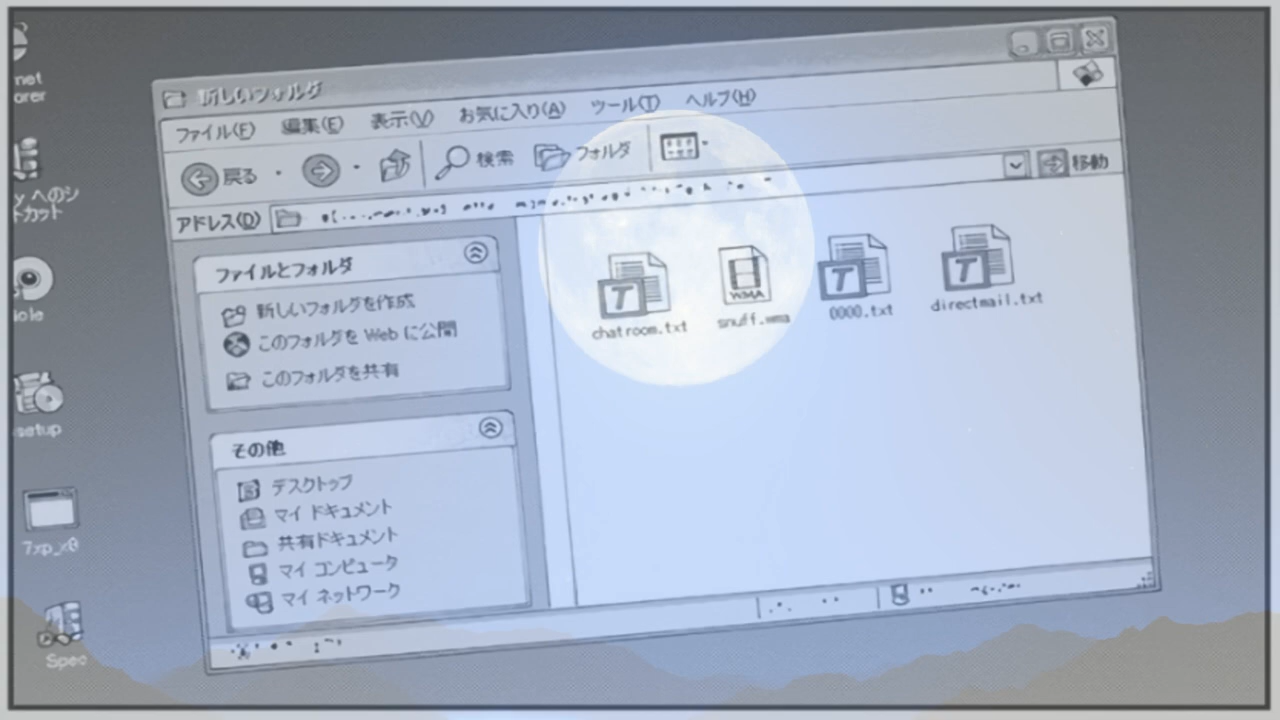 net
orer
y へのシ
トカット
setup
7xp_x0
Spec
新しいフォルダ
ファイル(F) 編集(E) 表示(V) お気に入り(A) ツール(T) ヘルプ(H)
戻る 検索 フォルダ
アドレス(D) 移動
ファイルとフォルダ
新しいフォルダを作成
このフォルダを Web に公開
このフォルダを共有
その他
デスクトップ
マイ ドキュメント
共有ドキュメント
マイ コンピュータ
マイ ネットワーク
T WMA T T
chatroom.txt snuff.wma 0000.txt directmail.txt